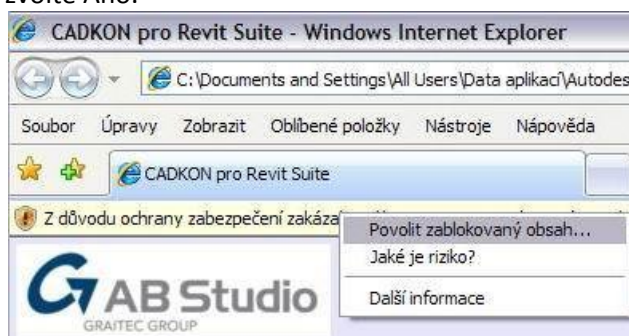 zvolte Ano.
CADKON pro Revit Suite - Windows Internet Explorer
C:\Documents and Settings\All Users\Data aplikací\Autodes
Soubor Úpravy Zobrazit Oblíbené položky Nástroje Nápověda
CADKON pro Revit Suite
Z důvodu ochrany zabezpečení zakáza
Povolit zablokovaný obsah...
Jaké je riziko?
Další informace
AB Studio
GRAITEC GROUP